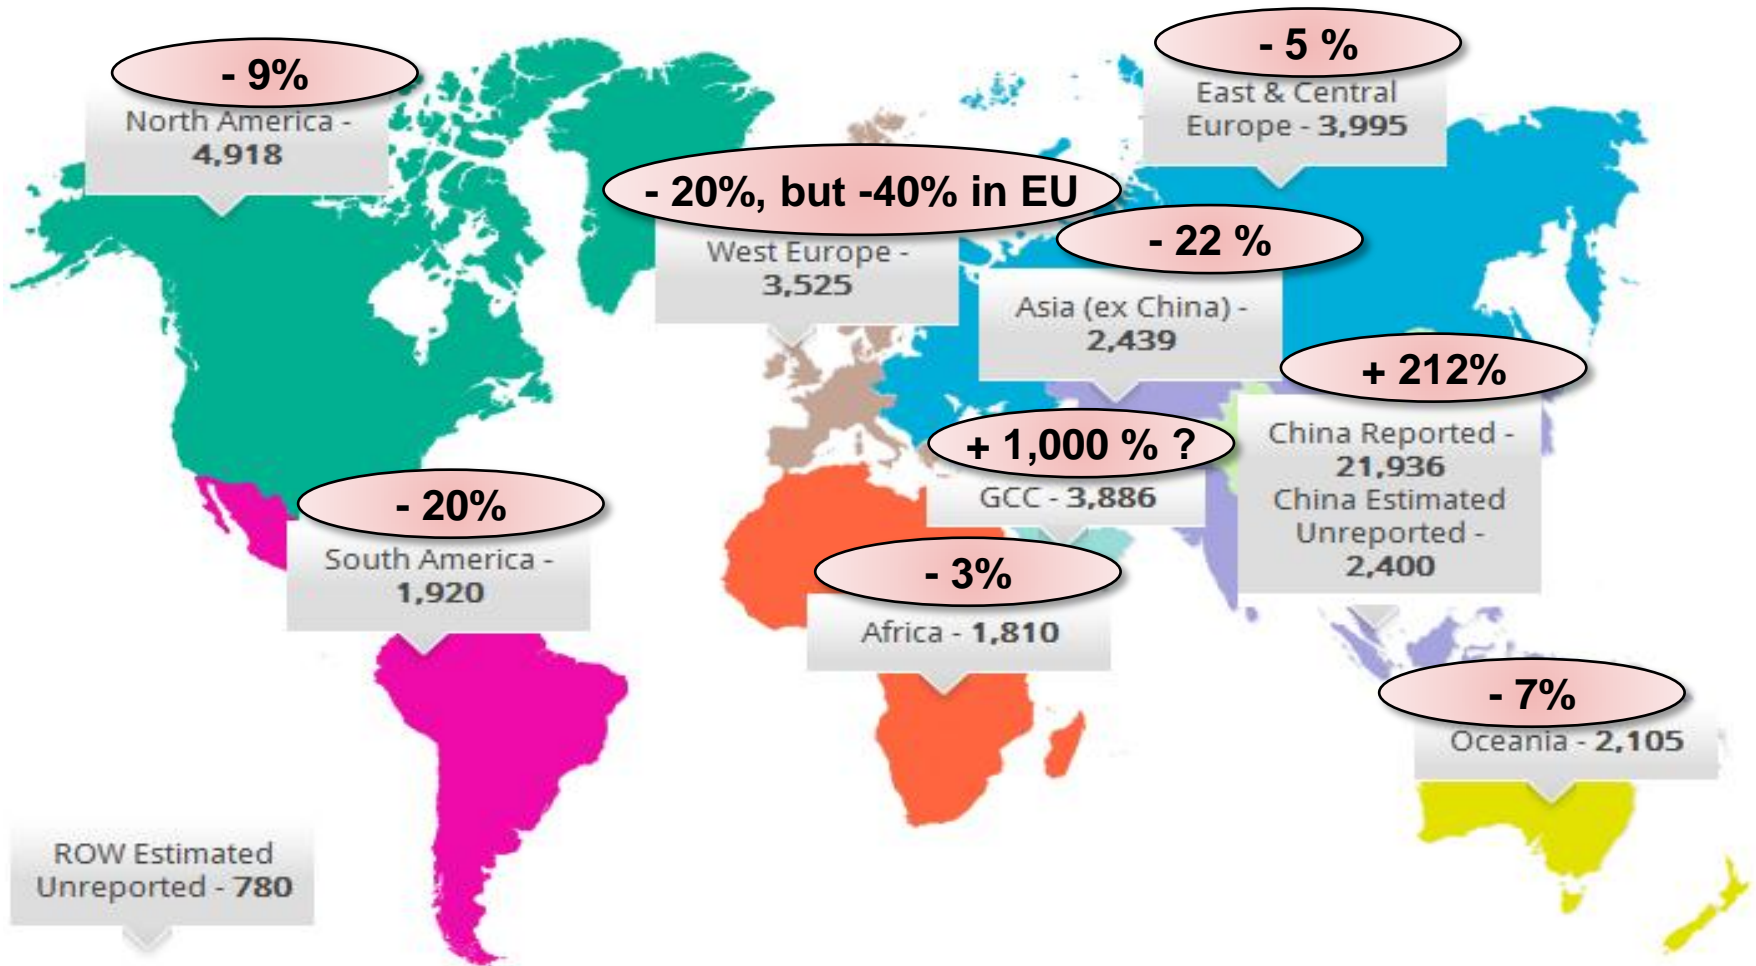 - 9%
North America -
4,918
- 5 %
East & Central
Europe - 3,995
- 20%, but -40% in EU
West Europe -
3,525
- 22 %
Asia (ex China) -
2,439
+ 212%
China Reported -
21,936
China Estimated
Unreported -
2,400
+ 1,000 % ?
GCC - 3,886
- 20%
South America -
1,920
- 3%
Africa - 1,810
- 7%
Oceania - 2,105
ROW Estimated
Unreported - 780